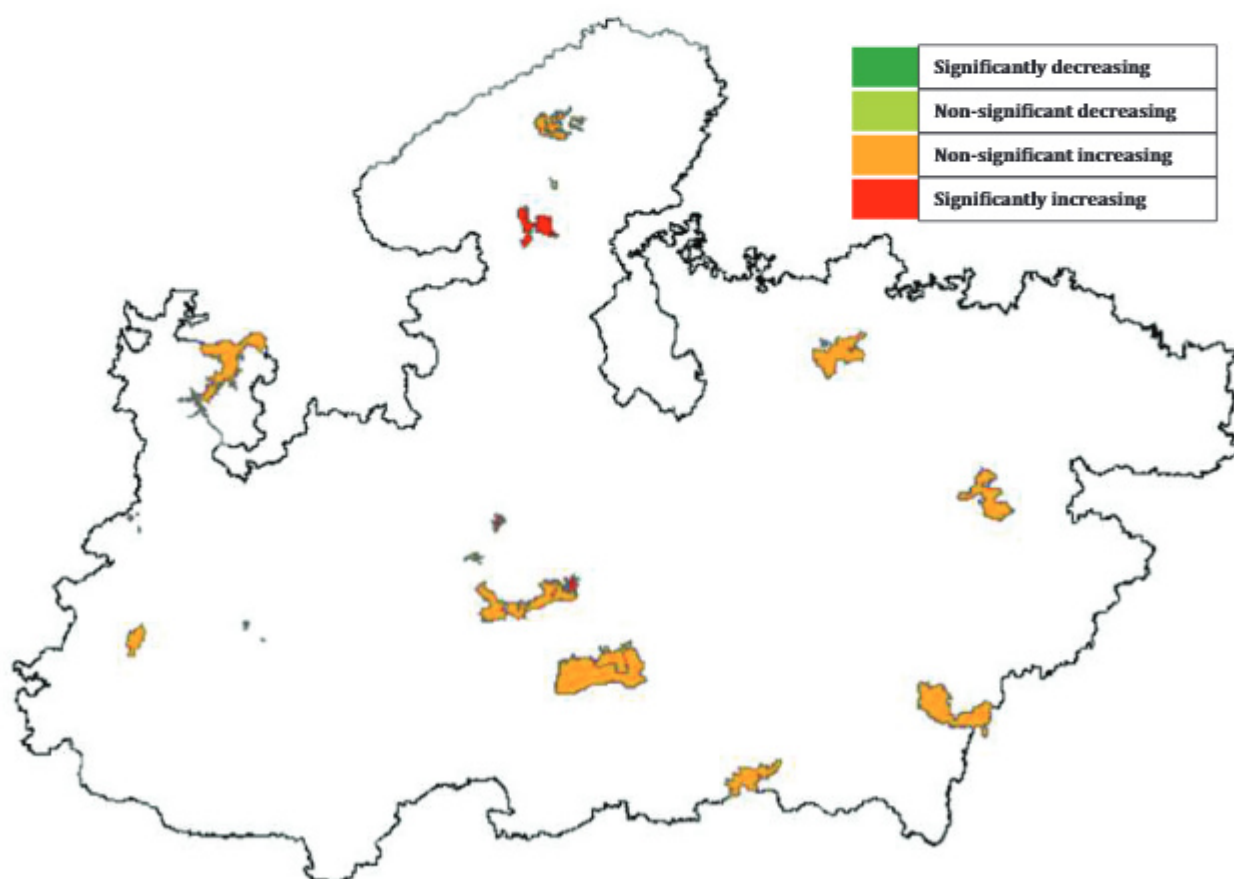 Significantly decreasing
Non-significant decreasing
Non-significant increasing
Significantly increasing